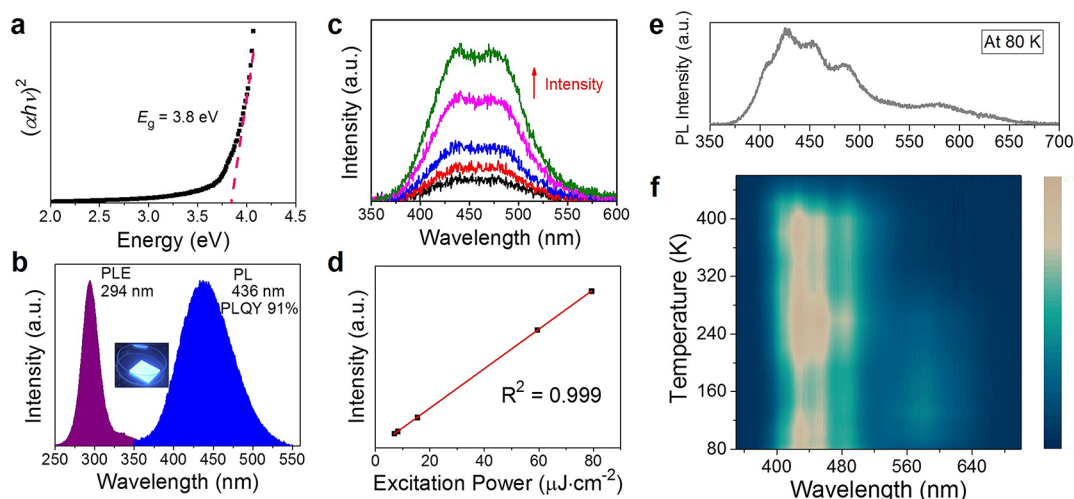 a
(αhν)²
E_g = 3.8 eV
2.0 2.5 3.0 3.5 4.0 4.5
Energy (eV)
b
PLE
294 nm
PL
436 nm
PLQY 91%
Intensity (a.u.)
250 300 350 400 450 500 550
Wavelength (nm)
c
Intensity
Intensity (a.u.)
350 400 450 500 550 600
Wavelength (nm)
d
Intensity (a.u.)
R² = 0.999
0 20 40 60 80
Excitation Power (μJ·cm⁻²)
e
At 80 K
PL Intensity (a.u.)
350 400 450 500 550 600 650 700
f
Temperature (K)
400
320
240
160
80
400 480 560 640
Wavelength (nm)